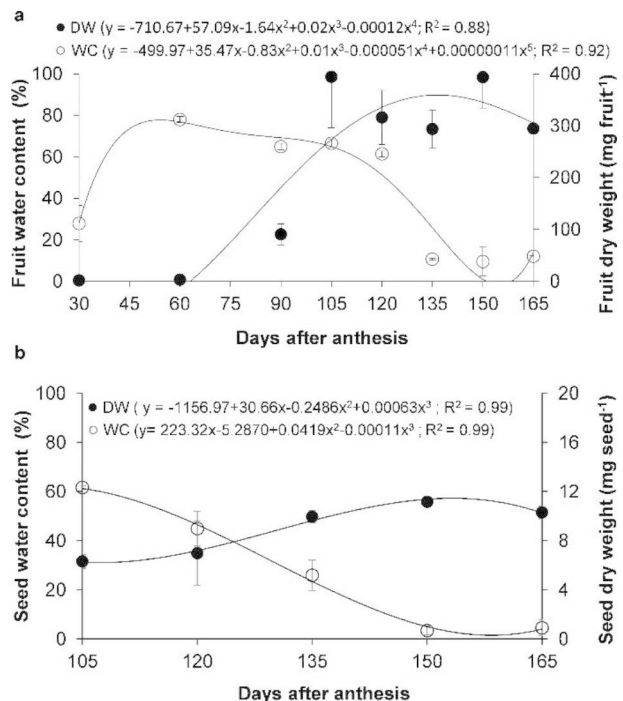 a
● DW (y = -710.67+57.09x-1.64x²+0.02x³-0.00012x⁴; R² = 0.88)
○ WC (y = -499.97+35.47x-0.83x²+0.01x³-0.000051x⁴+0.00000011x⁵; R² = 0.92)
Fruit water content (%)
100
80
60
40
20
0
400
300
200
100
0
Fruit dry weight (mg fruit⁻¹)
30 45 60 75 90 105 120 135 150 165
Days after anthesis
b
● DW ( y = -1156.97+30.66x-0.2486x²+0.00063x³ ; R² = 0.99)
○ WC (y= 223.32x-5.2870+0.0419x²-0.00011x³ ; R² = 0.99)
Seed water content (%)
100
80
60
40
20
0
20
16
12
8
4
0
Seed dry weight (mg seed⁻¹)
105 120 135 150 165
Days after anthesis